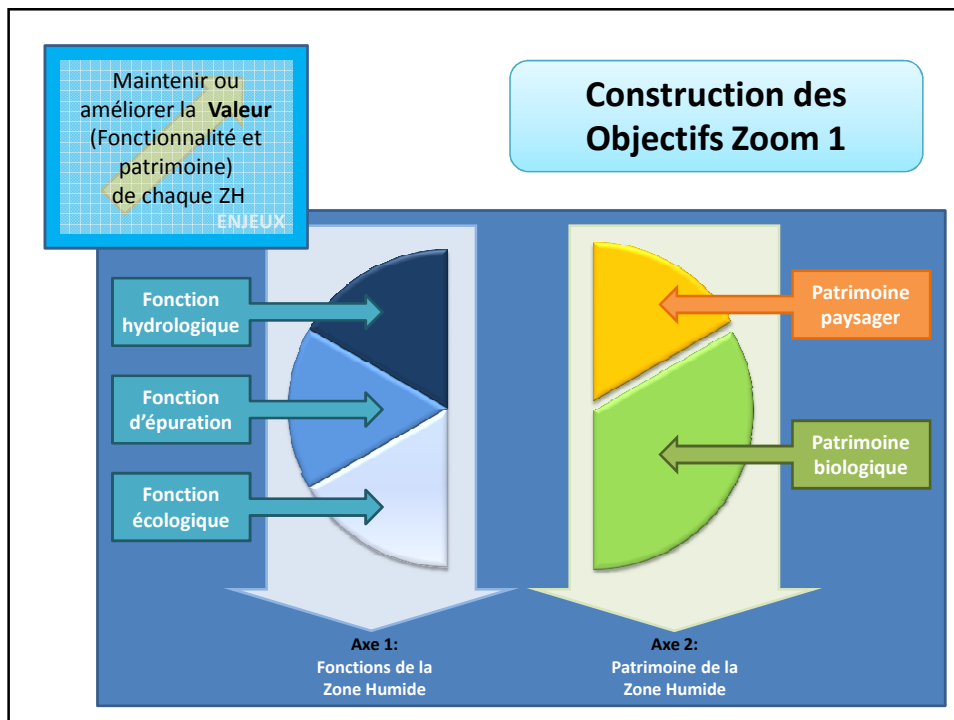 Maintenir ou
améliorer la Valeur
(Fonctionnalité et
patrimoine)
de chaque ZH
ENJEUX
Construction des
Objectifs Zoom 1
Fonction
hydrologique
Fonction
d'épuration
Fonction
écologique
Patrimoine
paysager
Patrimoine
biologique
Axe 1:
Fonctions de la
Zone Humide
Axe 2:
Patrimoine de la
Zone Humide